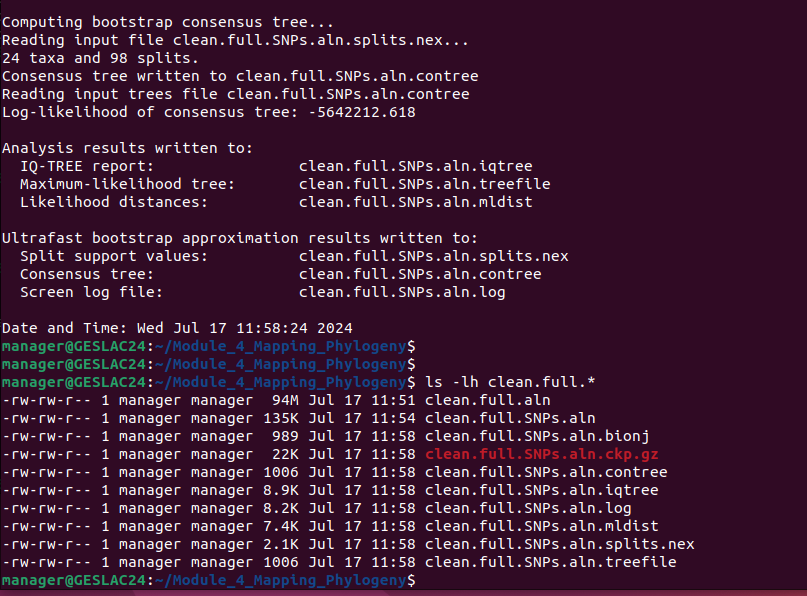 Computing bootstrap consensus tree...
Reading input file clean.full.SNPs.aln.splits.nex...
24 taxa and 98 splits.
Consensus tree written to clean.full.SNPs.aln.contree
Reading input trees file clean.full.SNPs.aln.contree
Log-likelihood of consensus tree: -5642212.618
Analysis results written to:
  IQ-TREE report:                clean.full.SNPs.aln.iqtree
  Maximum-likelihood tree:       clean.full.SNPs.aln.treefile
  Likelihood distances:          clean.full.SNPs.aln.mldist
Ultrafast bootstrap approximation results written to:
  Split support values:          clean.full.SNPs.aln.splits.nex
  Consensus tree:                clean.full.SNPs.aln.contree
  Screen log file:               clean.full.SNPs.aln.log
Date and Time: Wed Jul 17 11:58:24 2024
manager@GESLAC24:~/Module_4_Mapping_Phylogeny$
manager@GESLAC24:~/Module_4_Mapping_Phylogeny$
manager@GESLAC24:~/Module_4_Mapping_Phylogeny$ ls -lh clean.full.*
-rw-rw-r-- 1 manager manager  94M Jul 17 11:51 clean.full.aln
-rw-rw-r-- 1 manager manager 135K Jul 17 11:54 clean.full.SNPs.aln
-rw-rw-r-- 1 manager manager  989 Jul 17 11:58 clean.full.SNPs.aln.bionj
-rw-rw-r-- 1 manager manager  22K Jul 17 11:58 clean.full.SNPs.aln.ckp.gz
-rw-rw-r-- 1 manager manager 1006 Jul 17 11:58 clean.full.SNPs.aln.contree
-rw-rw-r-- 1 manager manager 8.9K Jul 17 11:58 clean.full.SNPs.aln.iqtree
-rw-rw-r-- 1 manager manager 8.2K Jul 17 11:58 clean.full.SNPs.aln.log
-rw-rw-r-- 1 manager manager 7.4K Jul 17 11:58 clean.full.SNPs.aln.mldist
-rw-rw-r-- 1 manager manager 2.1K Jul 17 11:58 clean.full.SNPs.aln.splits.nex
-rw-rw-r-- 1 manager manager 1006 Jul 17 11:58 clean.full.SNPs.aln.treefile
manager@GESLAC24:~/Module_4_Mapping_Phylogeny$